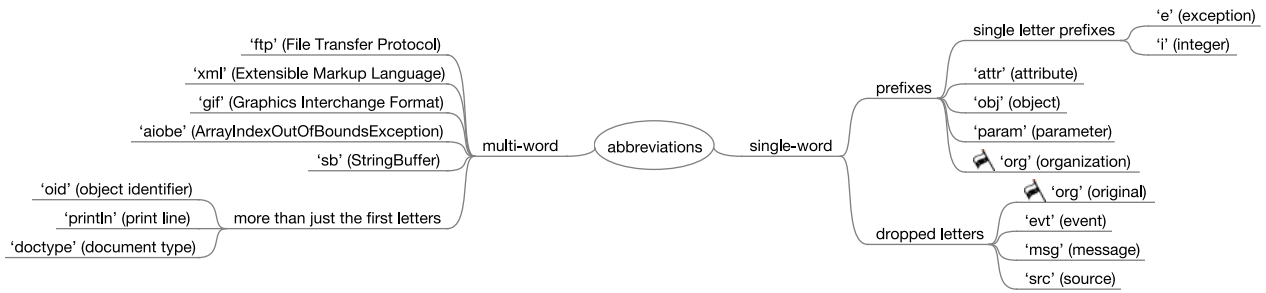 abbreviations
multi-word
‘ftp’ (File Transfer Protocol)
‘xml’ (Extensible Markup Language)
‘gif’ (Graphics Interchange Format)
‘aiobe’ (ArrayIndexOutOfBoundsException)
‘sb’ (StringBuffer)
more than just the first letters
‘oid’ (object identifier)
‘println’ (print line)
‘doctype’ (document type)
single-word
prefixes
single letter prefixes
‘e’ (exception)
‘i’ (integer)
‘attr’ (attribute)
‘obj’ (object)
‘param’ (parameter)
‘org’ (organization)
dropped letters
‘org’ (original)
‘evt’ (event)
‘msg’ (message)
‘src’ (source)